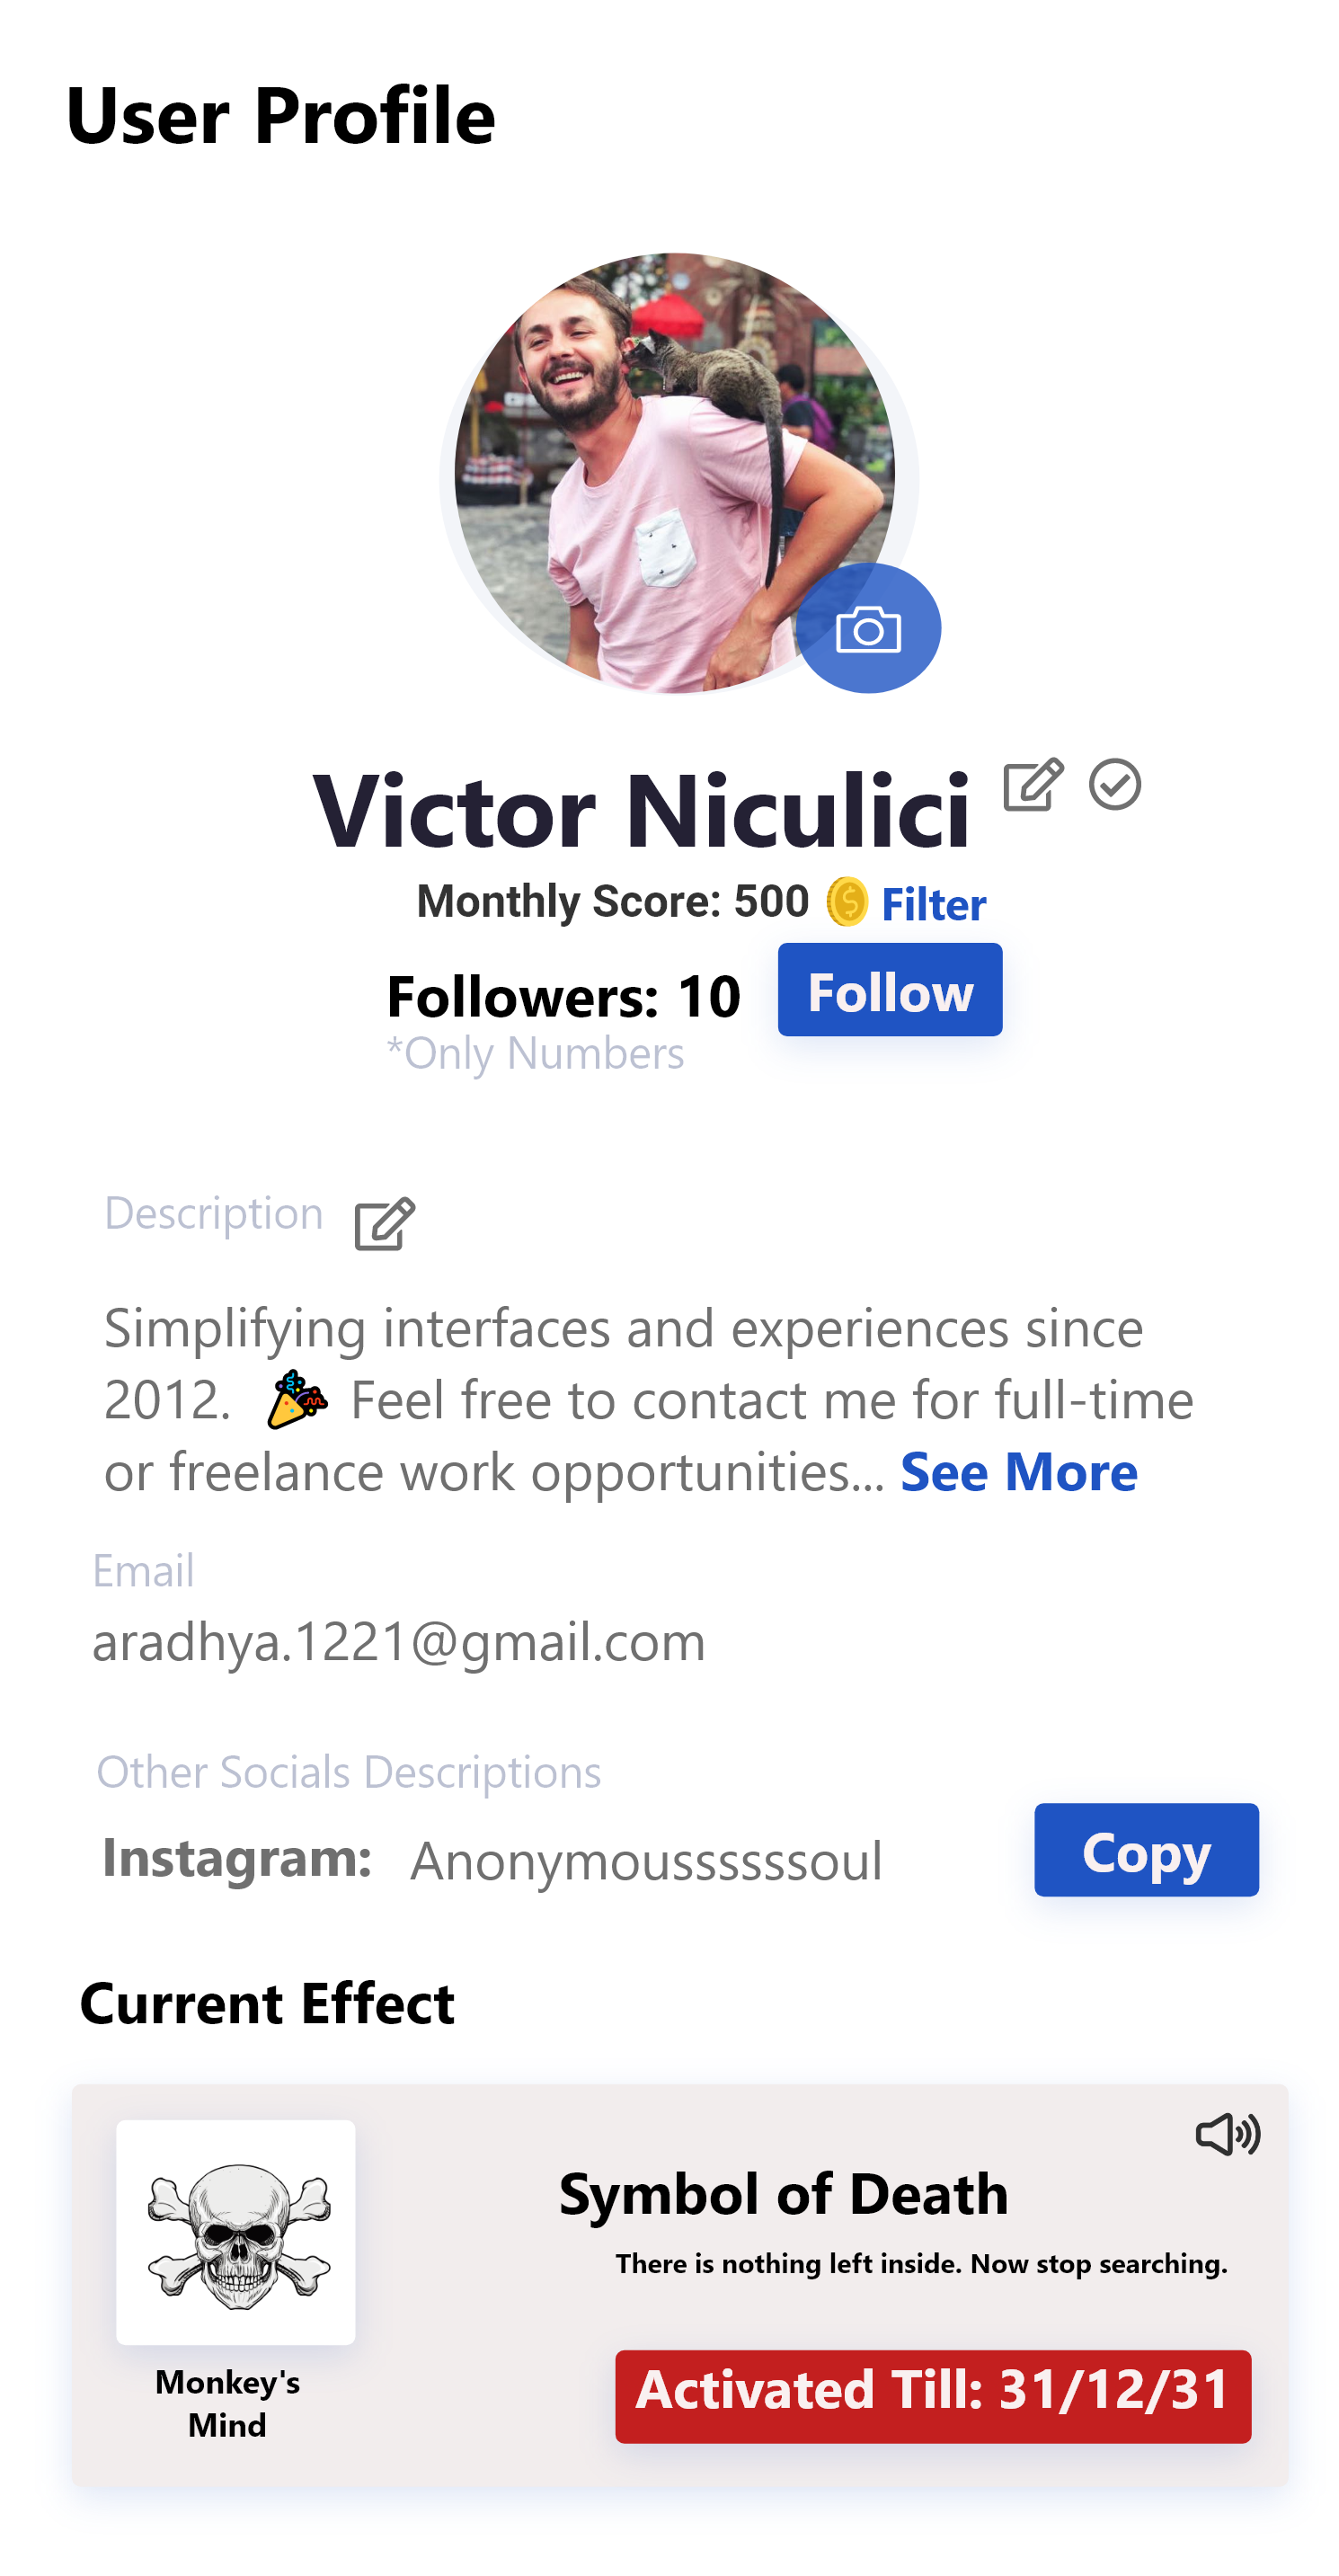 User Profile
Victor Niculici
Monthly Score: 500 Filter
Followers: 10 Follow
*Only Numbers
Description
Simplifying interfaces and experiences since
2012. 🎉 Feel free to contact me for full-time
or freelance work opportunities... See More
Email
aradhya.1221@gmail.com
Other Socials Descriptions
Instagram: Anonymoussssssoul Copy
Current Effect
Symbol of Death
There is nothing left inside. Now stop searching.
Activated Till: 31/12/31
Monkey's
Mind